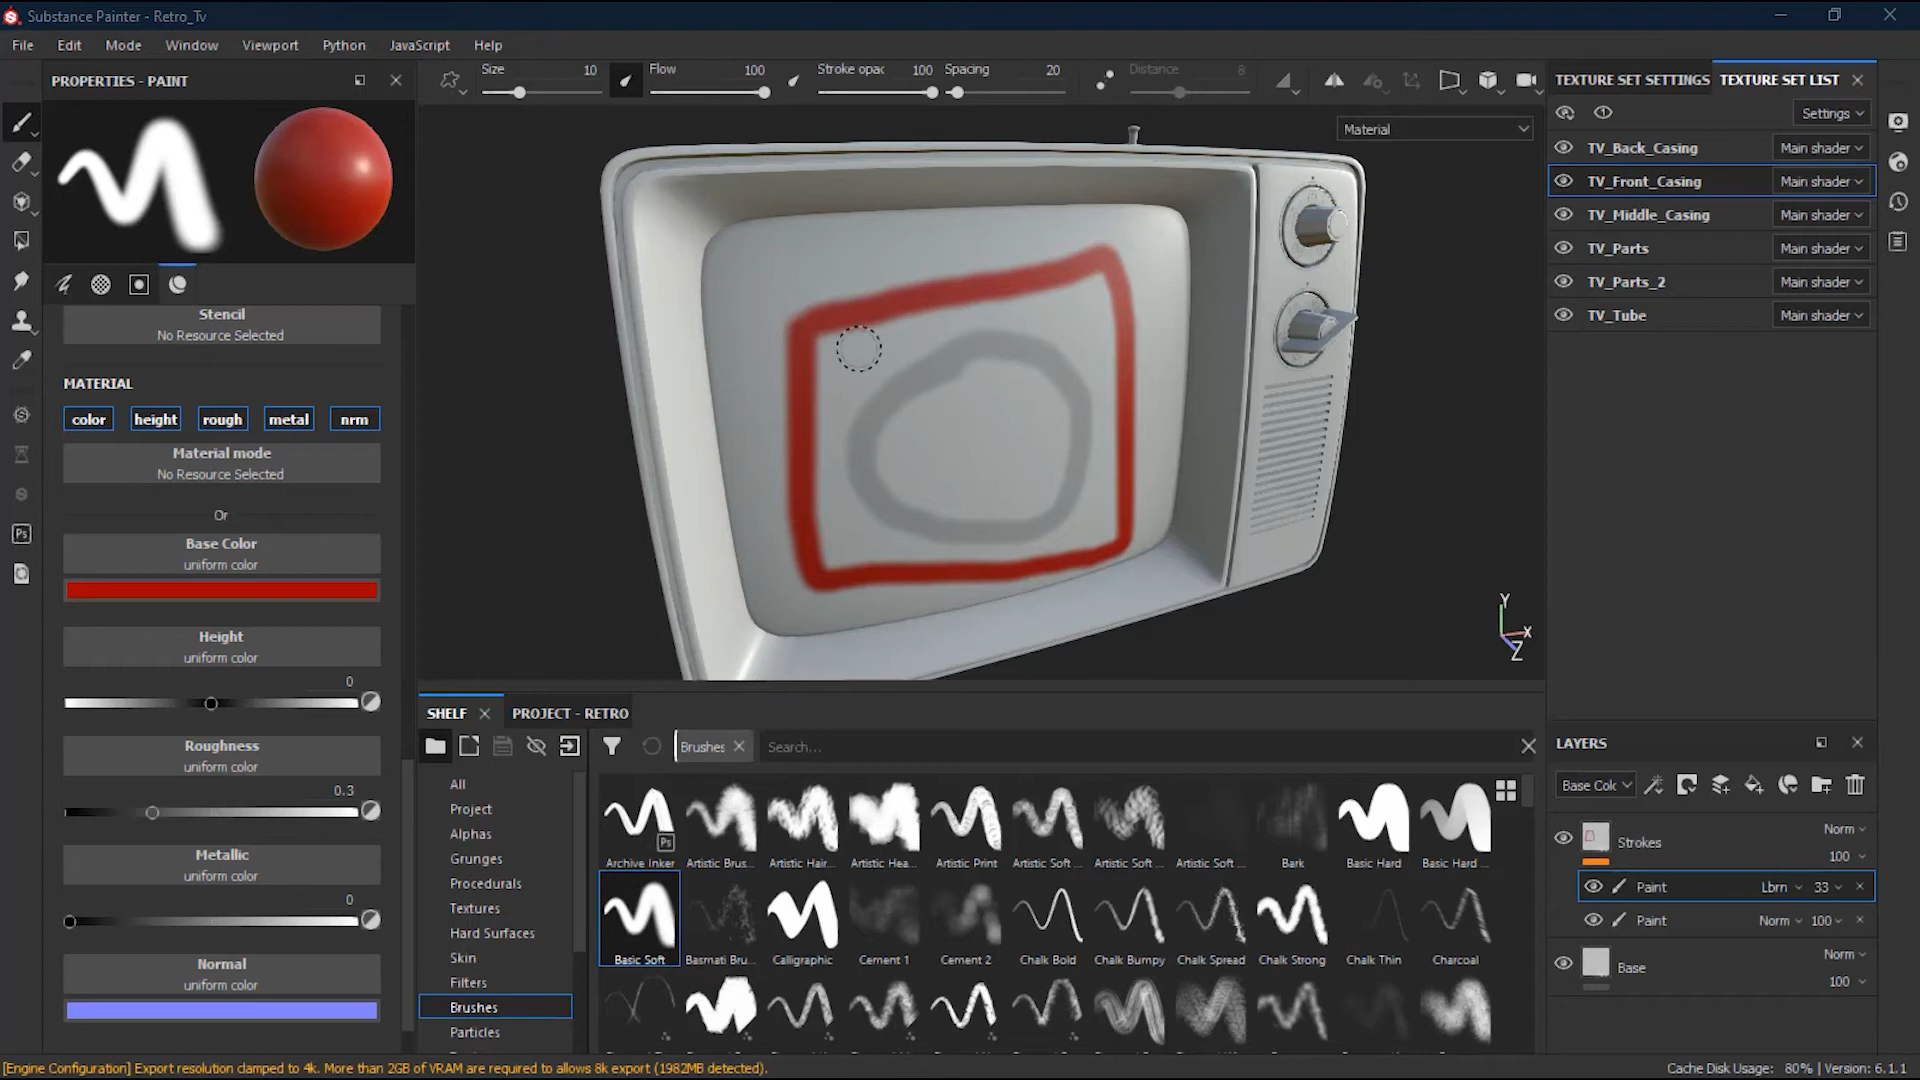 Substance Painter - Retro_Tv
File Edit Mode Window Viewport Python JavaScript Help
PROPERTIES - PAINT
Size 10 Flow 100 Stroke opac 100 Spacing 20 Distance 8
Material
TEXTURE SET SETTINGS TEXTURE SET LIST
Settings
TV_Back_Casing Main shader
TV_Front_Casing Main shader
TV_Middle_Casing Main shader
TV_Parts Main shader
TV_Parts_2 Main shader
TV_Tube Main shader
Stencil
No Resource Selected
MATERIAL
color height rough metal nrm
Material mode
No Resource Selected
Or
Base Color
uniform color
Height
uniform color
0
Roughness
uniform color
0.3
Metallic
uniform color
0
Normal
uniform color
Y
X
Z
SHELF PROJECT - RETRO
Brushes Search...
All
Project
Alphas
Grunges
Procedurals
Textures
Hard Surfaces
Skin
Filters
Brushes
Particles
Ps
Archive Inker Artistic Brus... Artistic Hair... Artistic Hea... Artistic Print Artistic Soft ... Artistic Soft ... Artistic Soft ... Bark Basic Hard Basic Hard ...
Basic Soft Basmati Bru... Calligraphic Cement 1 Cement 2 Chalk Bold Chalk Bumpy Chalk Spread Chalk Strong Chalk Thin Charcoal
LAYERS
Base Col
Strokes Norm
100
Paint Lbrn 33
Paint Norm 100
Base Norm
100
Ps
[Engine Configuration] Export resolution clamped to 4k. More than 2GB of VRAM are required to allows 8k export (1982MB detected).
Cache Disk Usage: 80% | Version: 6.1.1